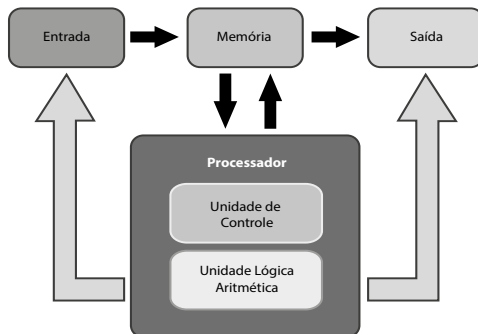 Entrada
Memória
Saída
Processador
Unidade de
Controle
Unidade Lógica
Aritmética